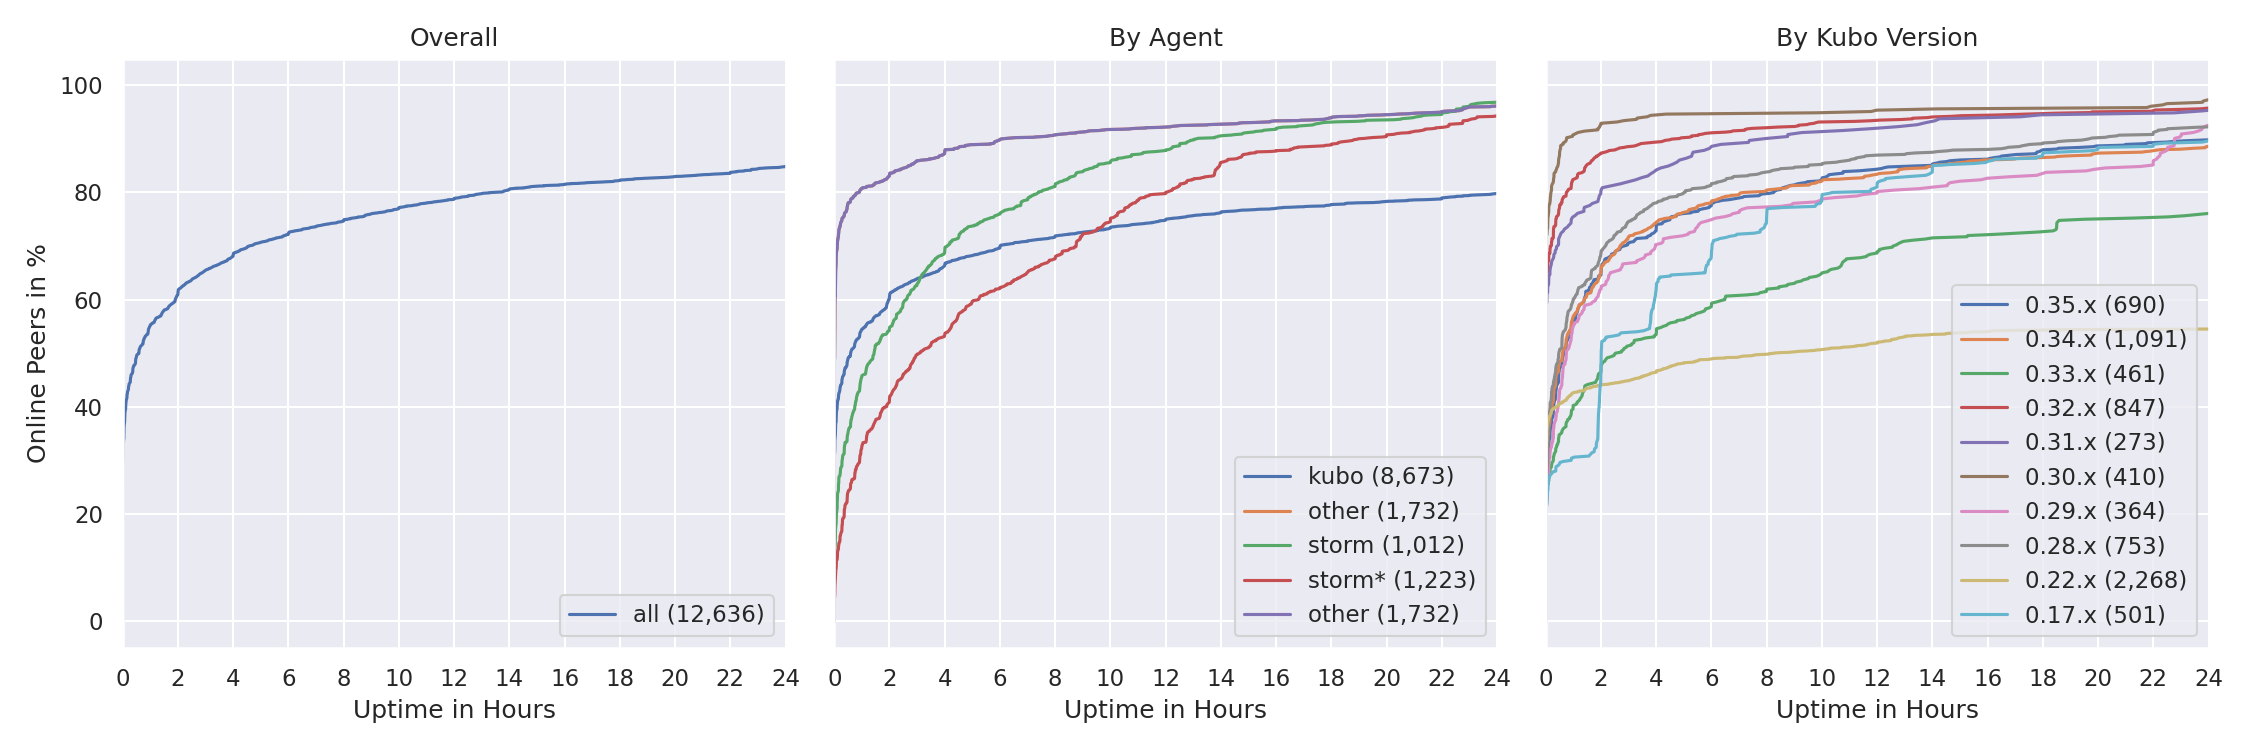 Overall
By Agent
By Kubo Version
Online Peers in %
100
80
60
40
20
0
all (12,636)
kubo (8,673)
other (1,732)
storm (1,012)
storm* (1,223)
other (1,732)
0.35.x (690)
0.34.x (1,091)
0.33.x (461)
0.32.x (847)
0.31.x (273)
0.30.x (410)
0.29.x (364)
0.28.x (753)
0.22.x (2,268)
0.17.x (501)
0 2 4 6 8 10 12 14 16 18 20 22 24
0 2 4 6 8 10 12 14 16 18 20 22 24
0 2 4 6 8 10 12 14 16 18 20 22 24
Uptime in Hours
Uptime in Hours
Uptime in Hours